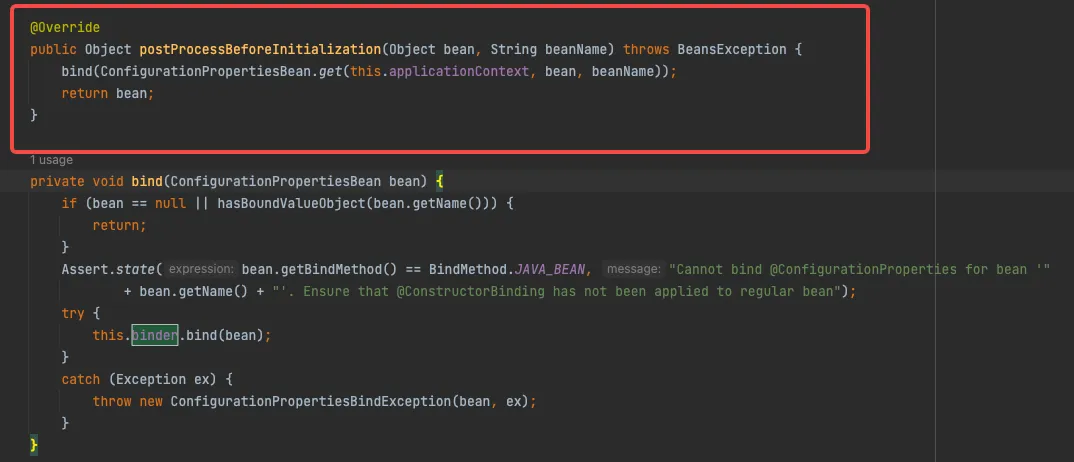 @Override
public Object postProcessBeforeInitialization(Object bean, String beanName) throws BeansException {
    bind(ConfigurationPropertiesBean.get(this.applicationContext, bean, beanName));
    return bean;
}
1 usage
private void bind(ConfigurationPropertiesBean bean) {
    if (bean == null || hasBoundValueObject(bean.getName())) {
        return;
    }
    Assert.state( expression: bean.getBindMethod() == BindMethod.JAVA_BEAN, message: "Cannot bind @ConfigurationProperties for bean '"
            + bean.getName() + "'. Ensure that @ConstructorBinding has not been applied to regular bean");
    try {
        this.binder.bind(bean);
    }
    catch (Exception ex) {
        throw new ConfigurationPropertiesBindException(bean, ex);
    }
}